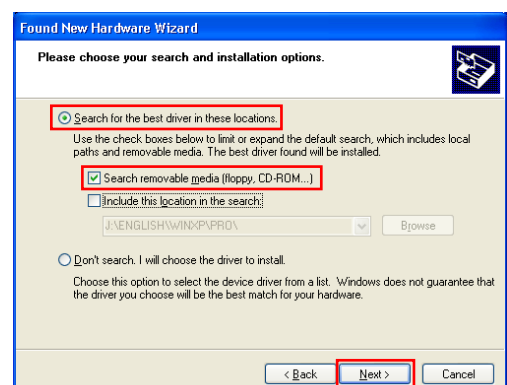 Found New Hardware Wizard
Please choose your search and installation options.
Search for the best driver in these locations.
Use the check boxes below to limit or expand the default search, which includes local
paths and removable media. The best driver found will be installed.
Search removable media (floppy, CD-ROM...)
Include this location in the search:
J:\ENGLISH\WINXP\PRO\
Browse
Don't search. I will choose the driver to install.
Choose this option to select the device driver from a list. Windows does not guarantee that
the driver you choose will be the best match for your hardware.
< Back Next > Cancel